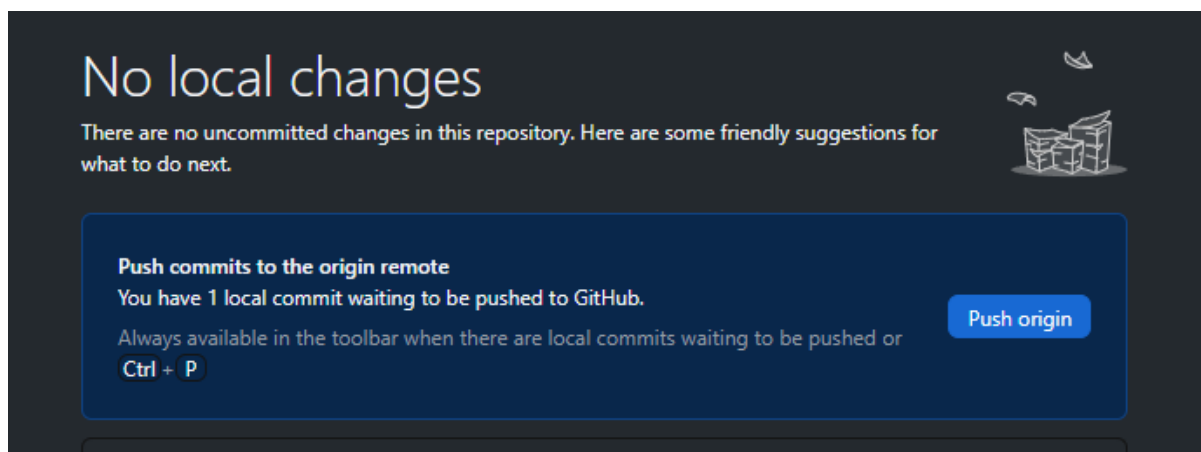 No local changes
There are no uncommitted changes in this repository. Here are some friendly suggestions for
what to do next.
Push commits to the origin remote
You have 1 local commit waiting to be pushed to GitHub.
Always available in the toolbar when there are local commits waiting to be pushed or
Ctrl + P
Push origin